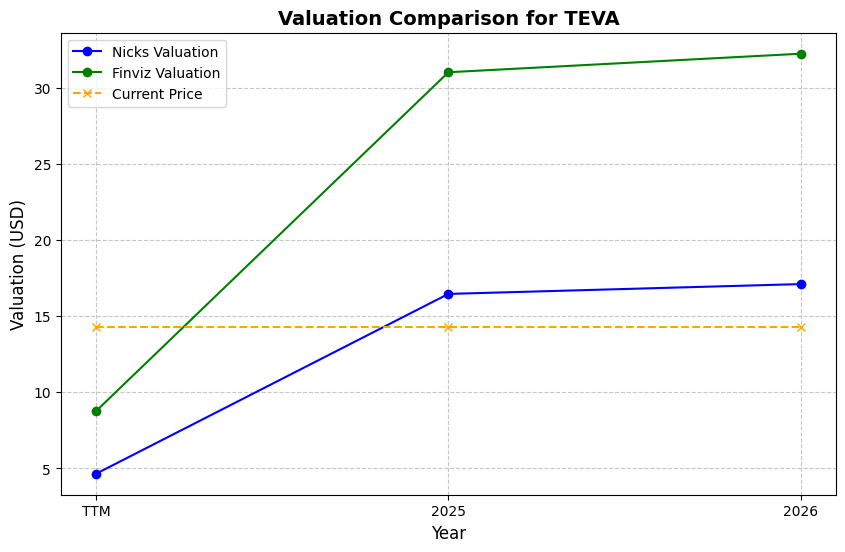 Valuation Comparison for TEVA
Nicks Valuation
Finviz Valuation
Current Price
Valuation (USD)
30
25
20
15
10
5
TTM
2025
2026
Year